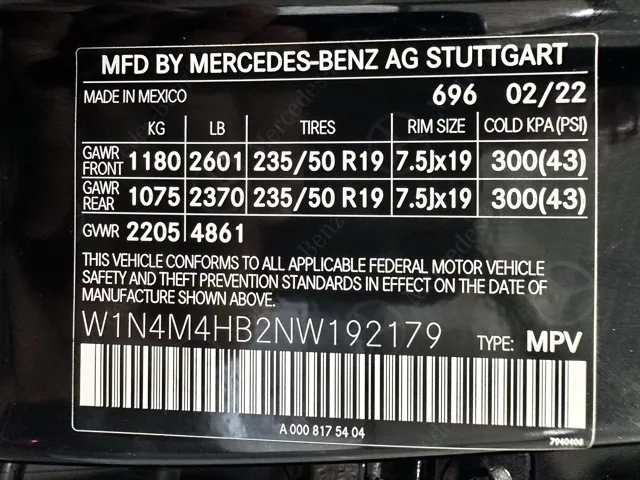 MFD BY MERCEDES-BENZ AG STUTTGART
MADE IN MEXICO 696 02/22
KG LB TIRES RIM SIZE COLD KPA (PSI)
GAWR FRONT 1180 2601 235/50 R19 7.5Jx19 300(43)
GAWR REAR 1075 2370 235/50 R19 7.5Jx19 300(43)
GVWR 2205 4861
THIS VEHICLE CONFORMS TO ALL APPLICABLE FEDERAL MOTOR VEHICLE
SAFETY AND THEFT PREVENTION STANDARDS IN EFFECT ON THE DATE OF
MANUFACTURE SHOWN ABOVE.
W1N4M4HB2NW192179 TYPE: MPV
A 000 817 54 04